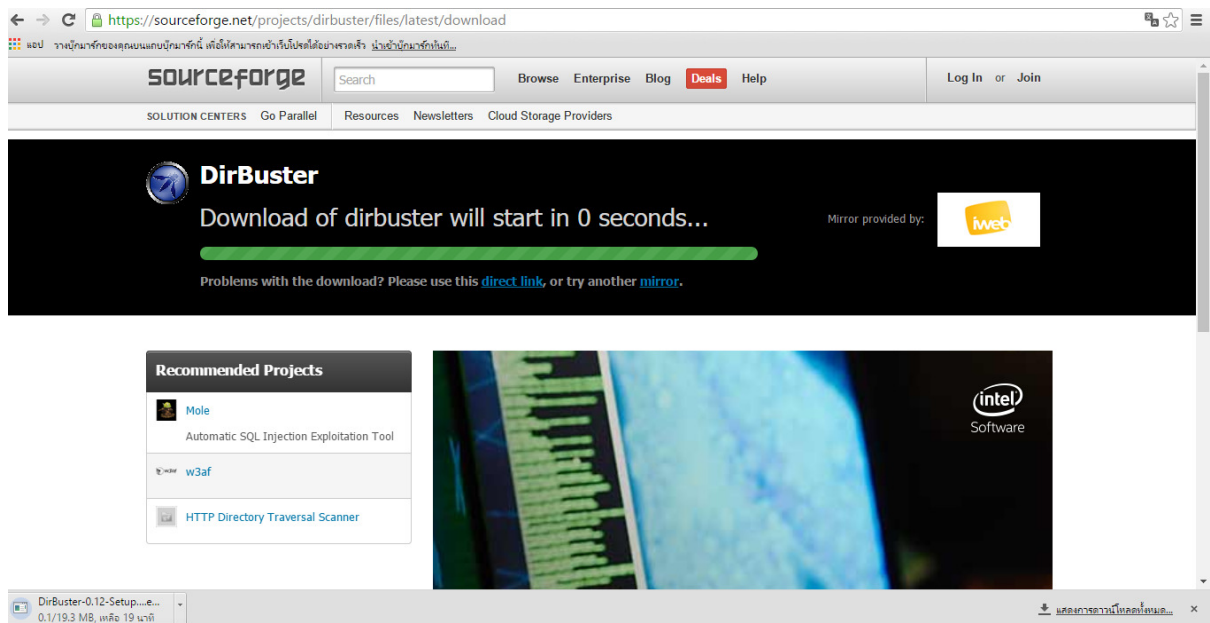 https://sourceforge.net/projects/dirbuster/files/latest/download
แอป วางบุ๊กมาร์กของคุณบนแถบบุ๊กมาร์กนี้ เพื่อให้สามารถเข้าเว็บโปรดได้อย่างรวดเร็ว นำเข้าบุ๊กมาร์กทันที...
sourceforge Search Browse Enterprise Blog Deals Help Log In or Join
SOLUTION CENTERS Go Parallel Resources Newsletters Cloud Storage Providers
DirBuster
Download of dirbuster will start in 0 seconds...
Mirror provided by:
iweb
Problems with the download? Please use this direct link, or try another mirror.
Recommended Projects
Mole
Automatic SQL Injection Exploitation Tool
w3af
HTTP Directory Traversal Scanner
(intel)
Software
DirBuster-0.12-Setup....e...
0.1/19.3 MB, เหลือ 19 นาที
แสดงการดาวน์โหลดทั้งหมด...